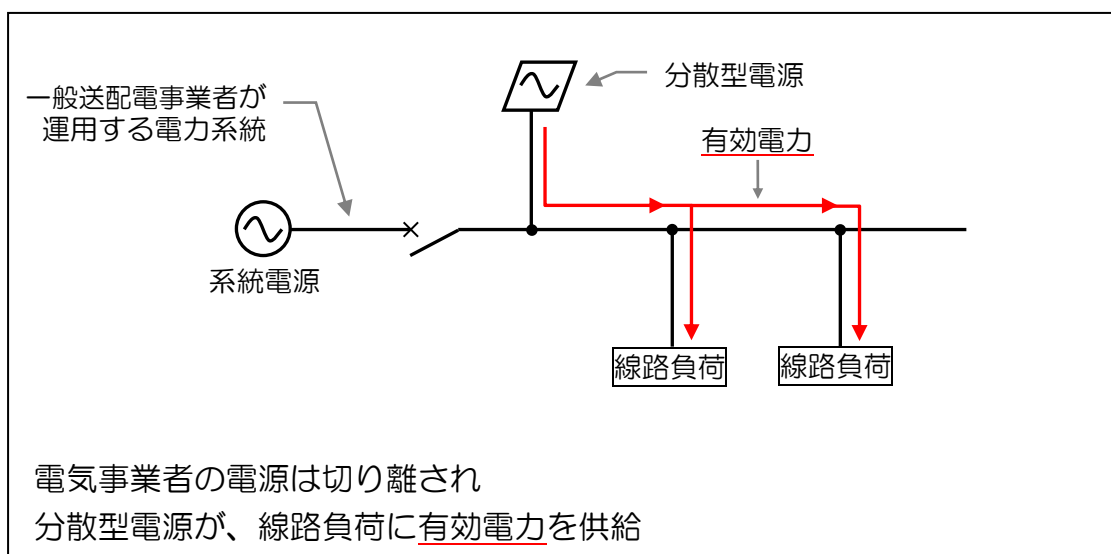 分散型電源
一般送配電事業者が
運用する電力系統
有効電力
系統電源
線路負荷
線路負荷
電気事業者の電源は切り離され
分散型電源が、線路負荷に有効電力を供給